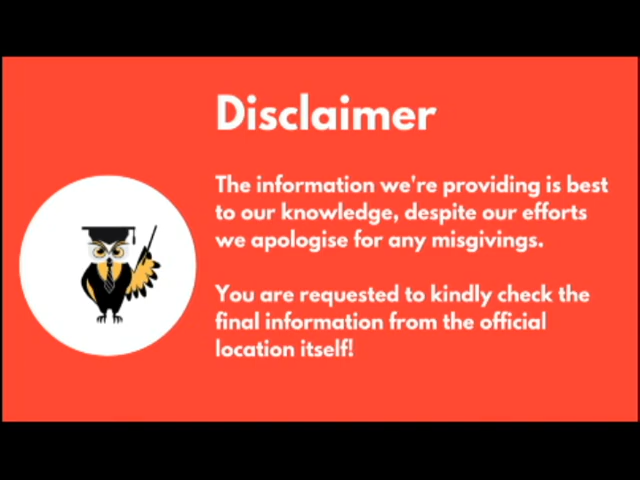 Disclaimer
The information we're providing is best
to our knowledge, despite our efforts
we apologise for any misgivings.
You are requested to kindly check the
final information from the official
location itself!